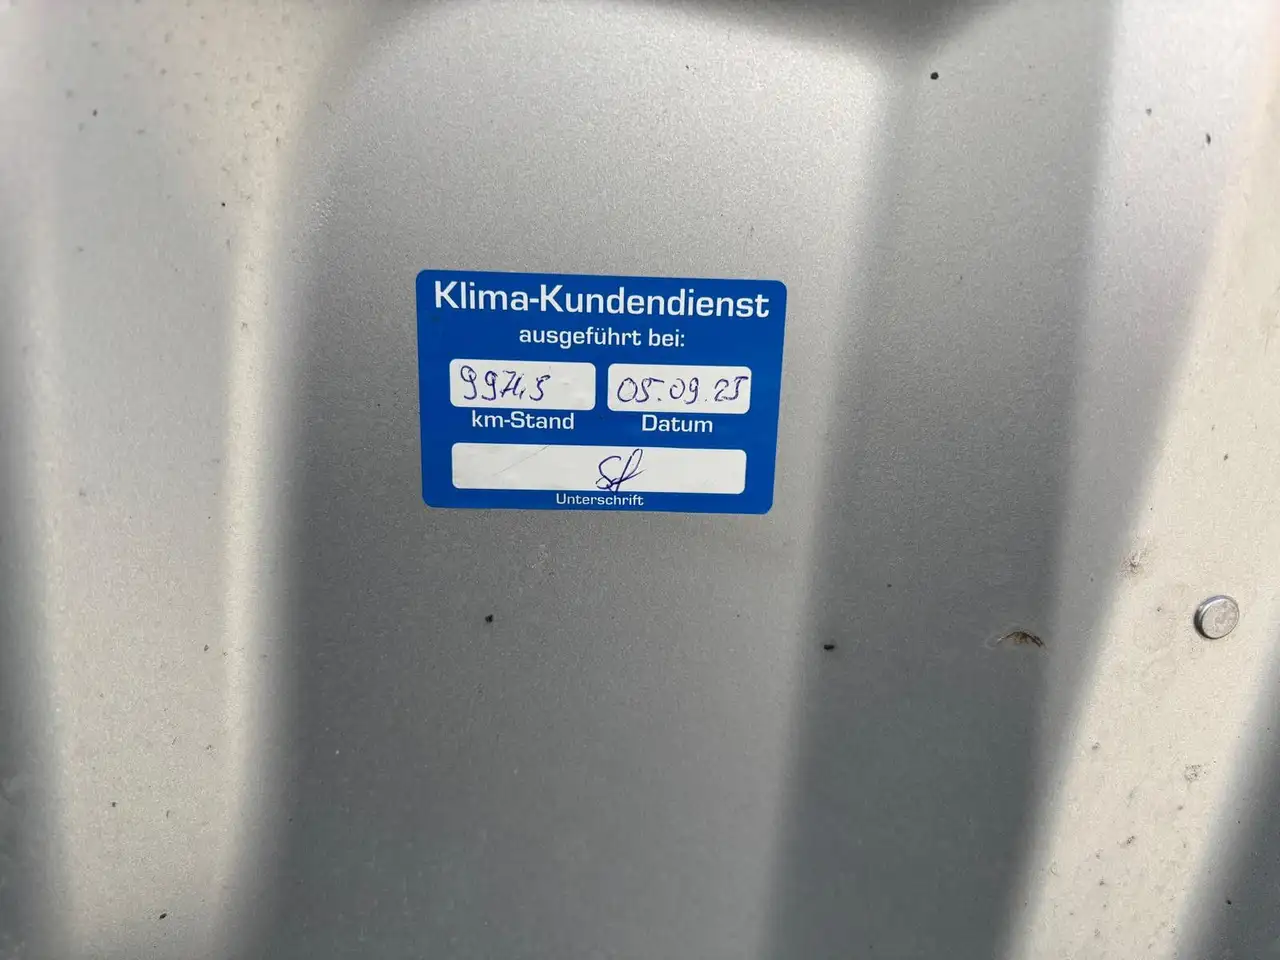 Klima-Kundendienst
ausgeführt bei:
99745 05.09.25
km-Stand Datum
Unterschrift